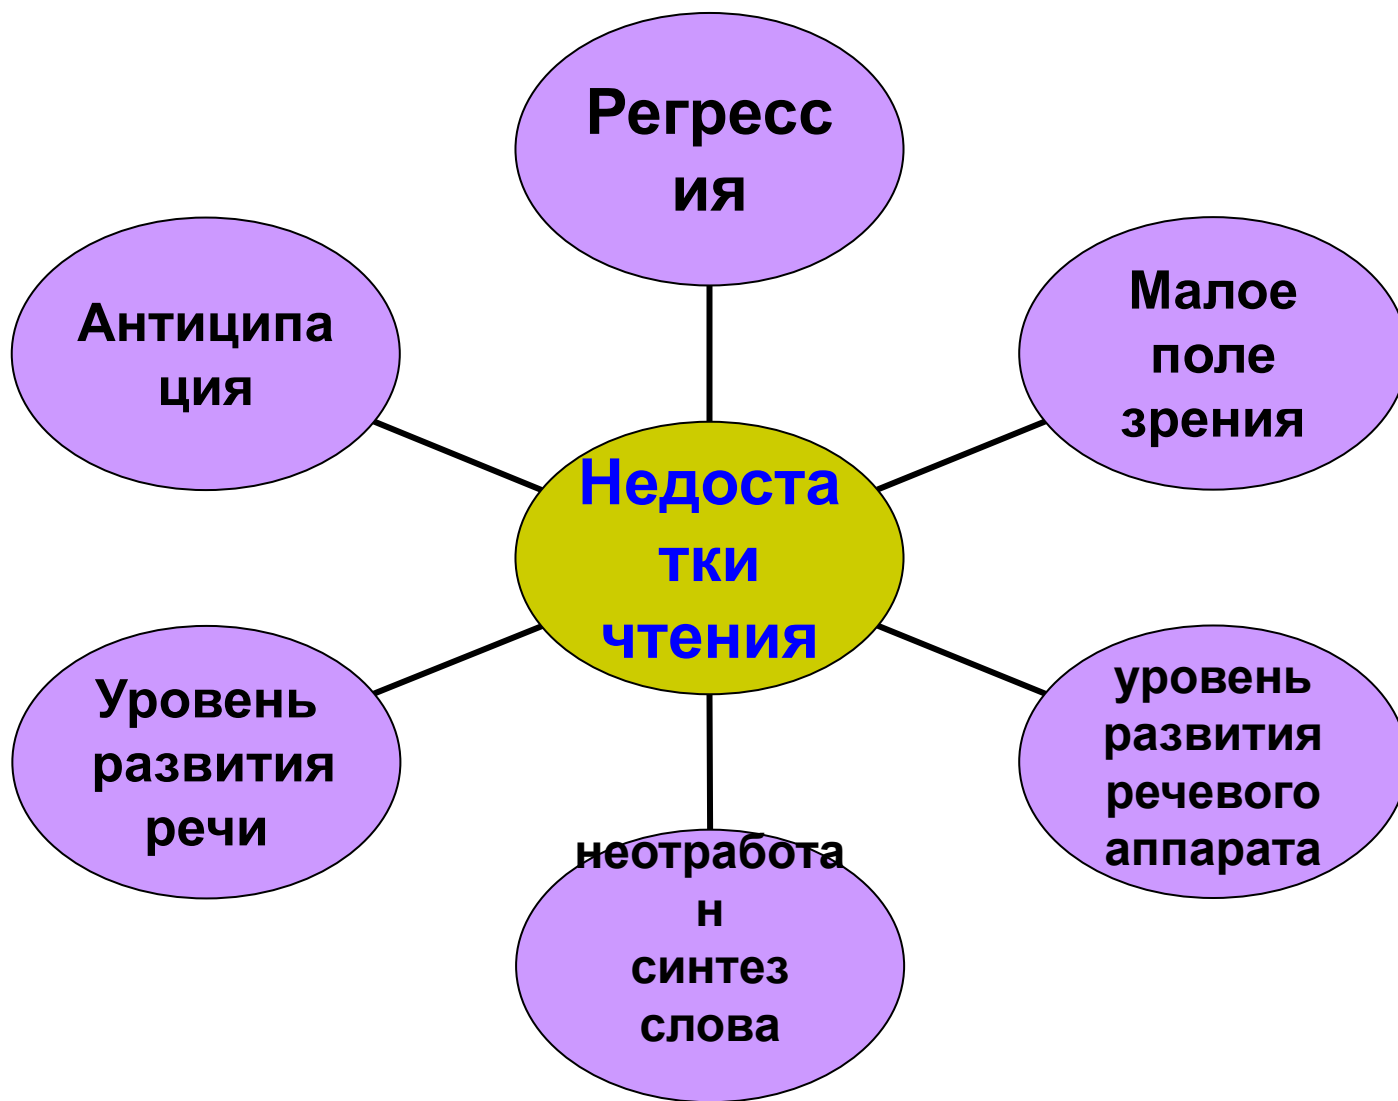 Регресс
ия
Антиципа
ция
Малое
поле
зрения
Недоста
тки
чтения
Уровень
развития
речи
уровень
развития
речевого
аппарата
неотработа
н
синтез
слова